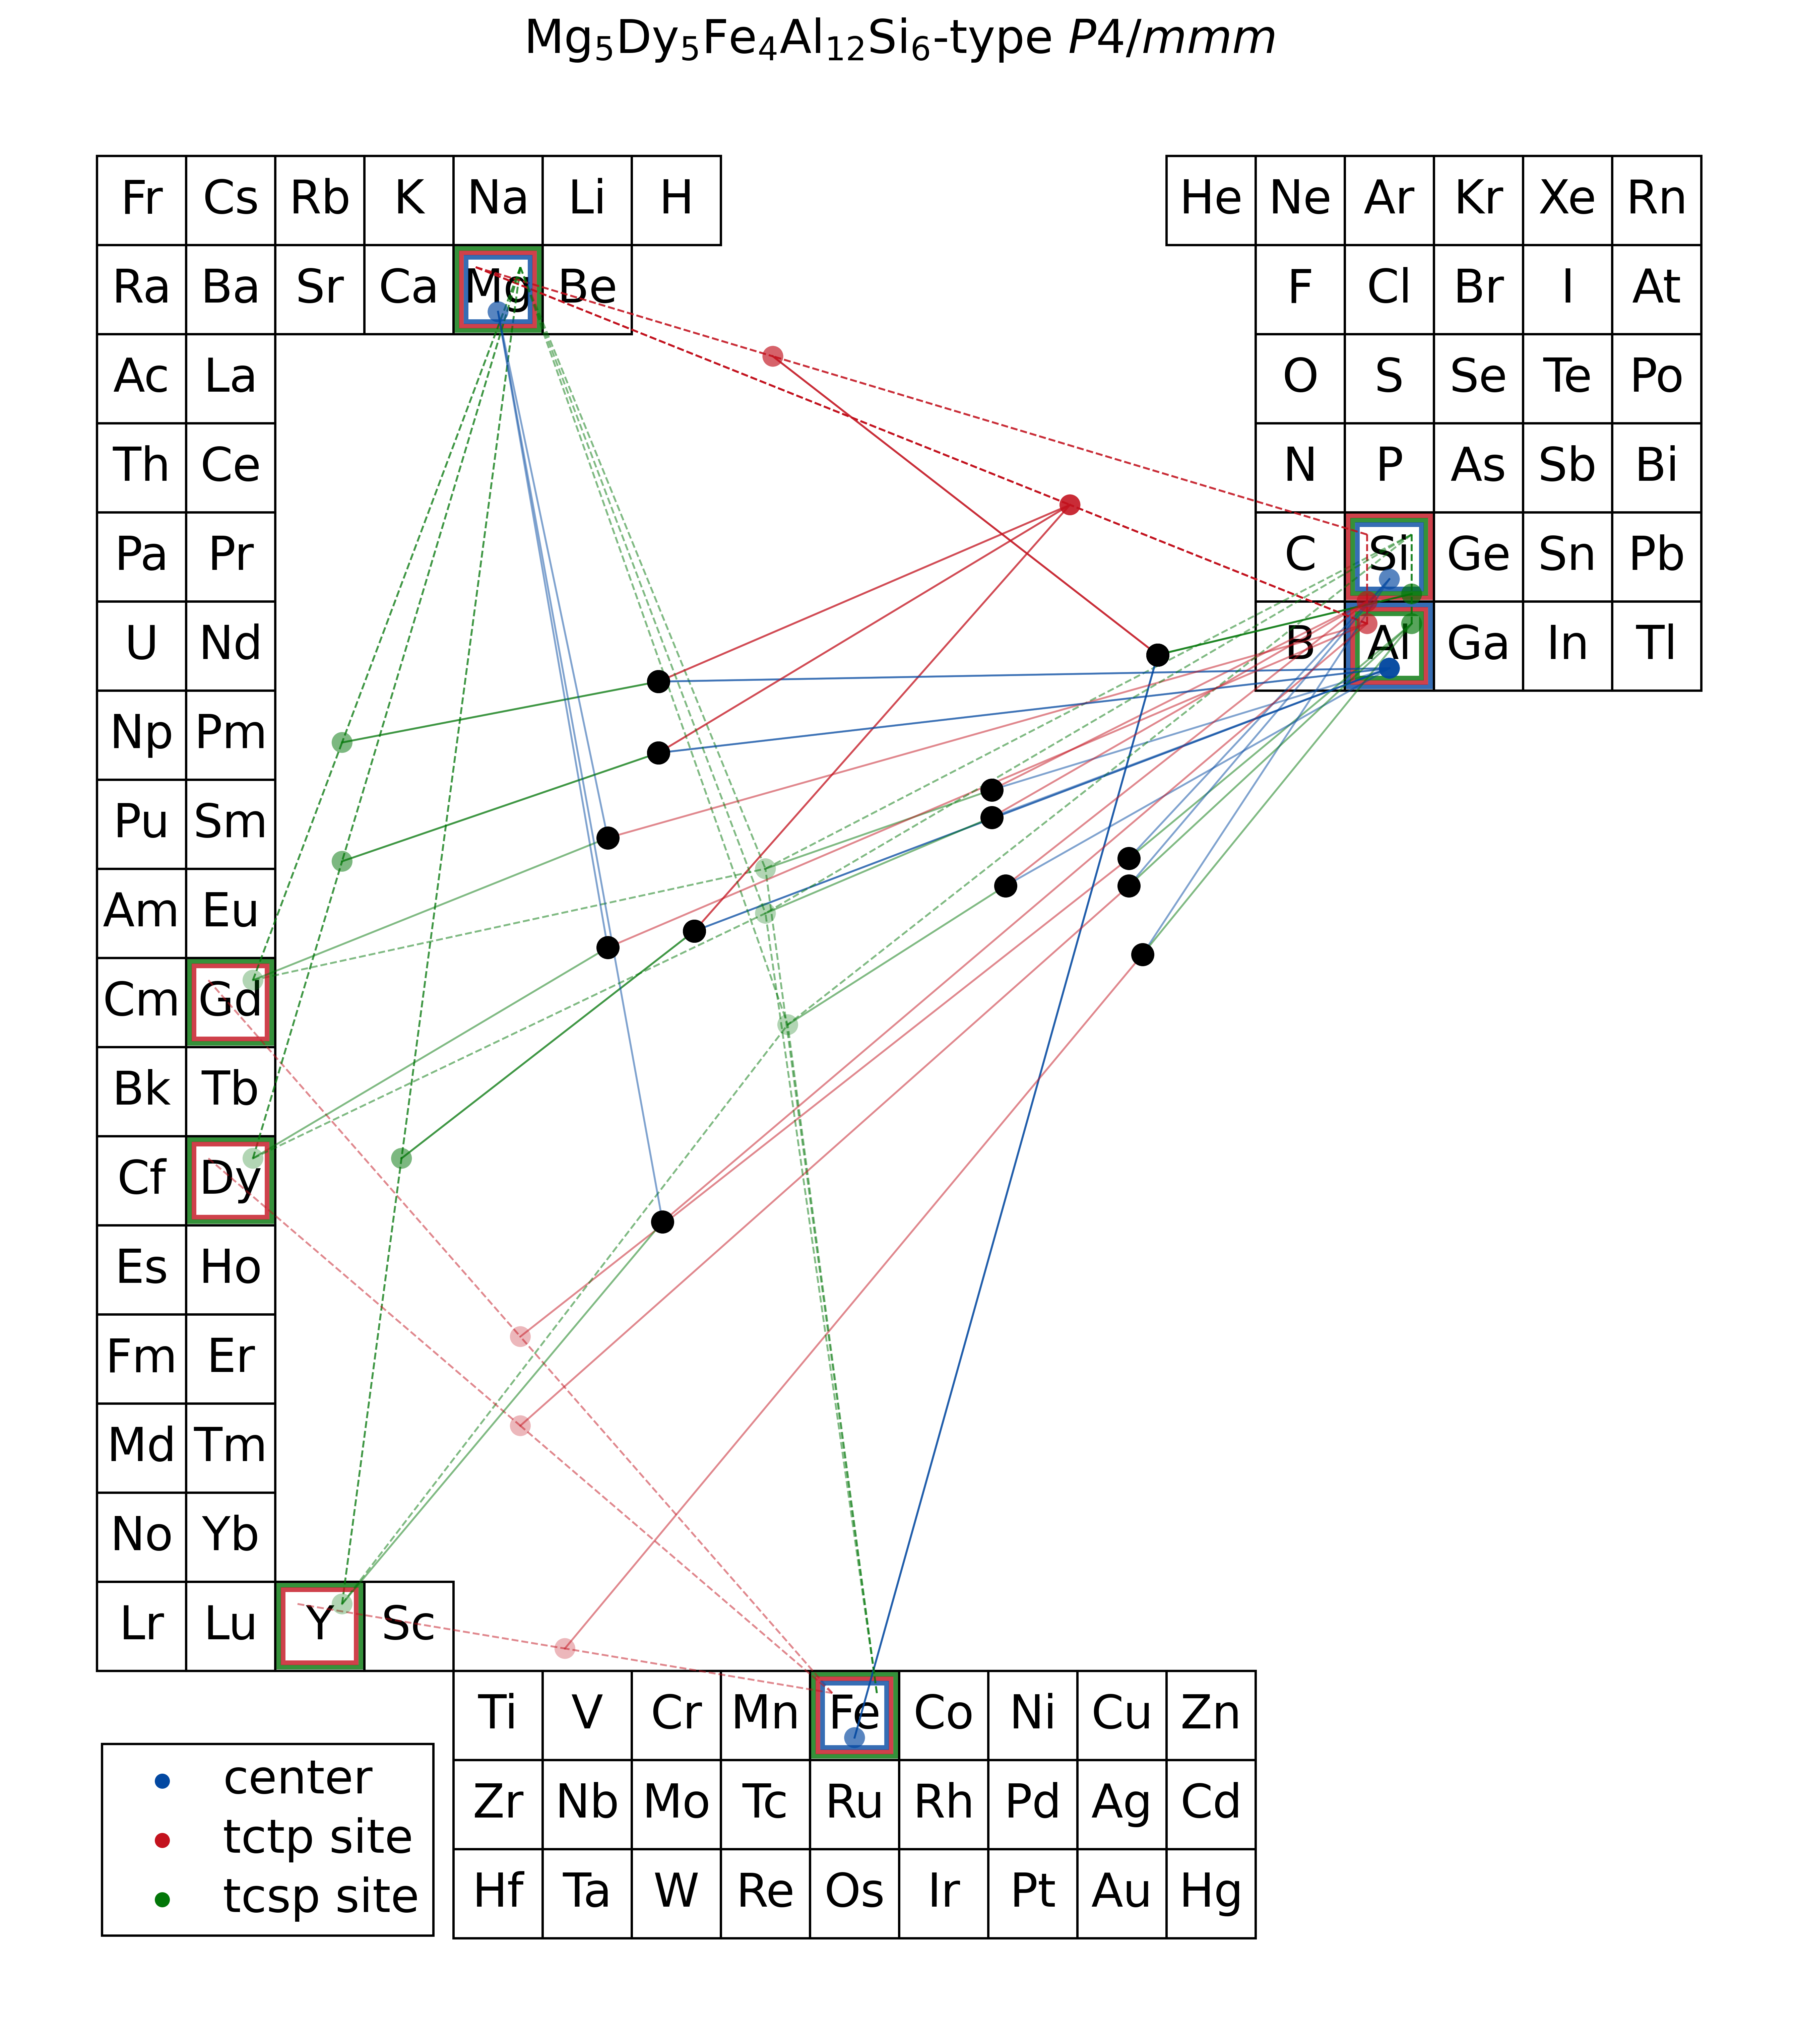 Mg5Dy5Fe4Al12Si6-type P4/mmm
Fr Cs Rb K Na Li H He Ne Ar Kr Xe Rn
Ra Ba Sr Ca Mg Be F Cl Br I At
Ac La O S Se Te Po
Th Ce N P As Sb Bi
Pa Pr C Si Ge Sn Pb
U Nd B Al Ga In Tl
Np Pm
Pu Sm
Am Eu
Cm Gd
Bk Tb
Cf Dy
Es Ho
Fm Er
Md Tm
No Yb
Lr Lu Y Sc
Ti V Cr Mn Fe Co Ni Cu Zn
Zr Nb Mo Tc Ru Rh Pd Ag Cd
Hf Ta W Re Os Ir Pt Au Hg
center
tctp site
tcsp site